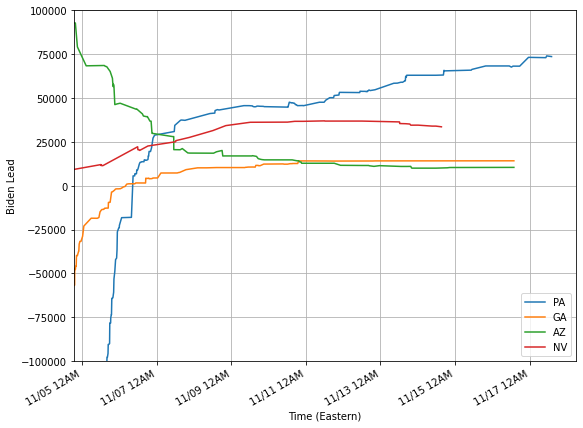 100000
75000
50000
25000
0
−25000
−50000
−75000
−100000
Biden Lead
11/05 12AM
11/07 12AM
11/09 12AM
11/11 12AM
11/13 12AM
11/15 12AM
11/17 12AM
Time (Eastern)
PA
GA
AZ
NV